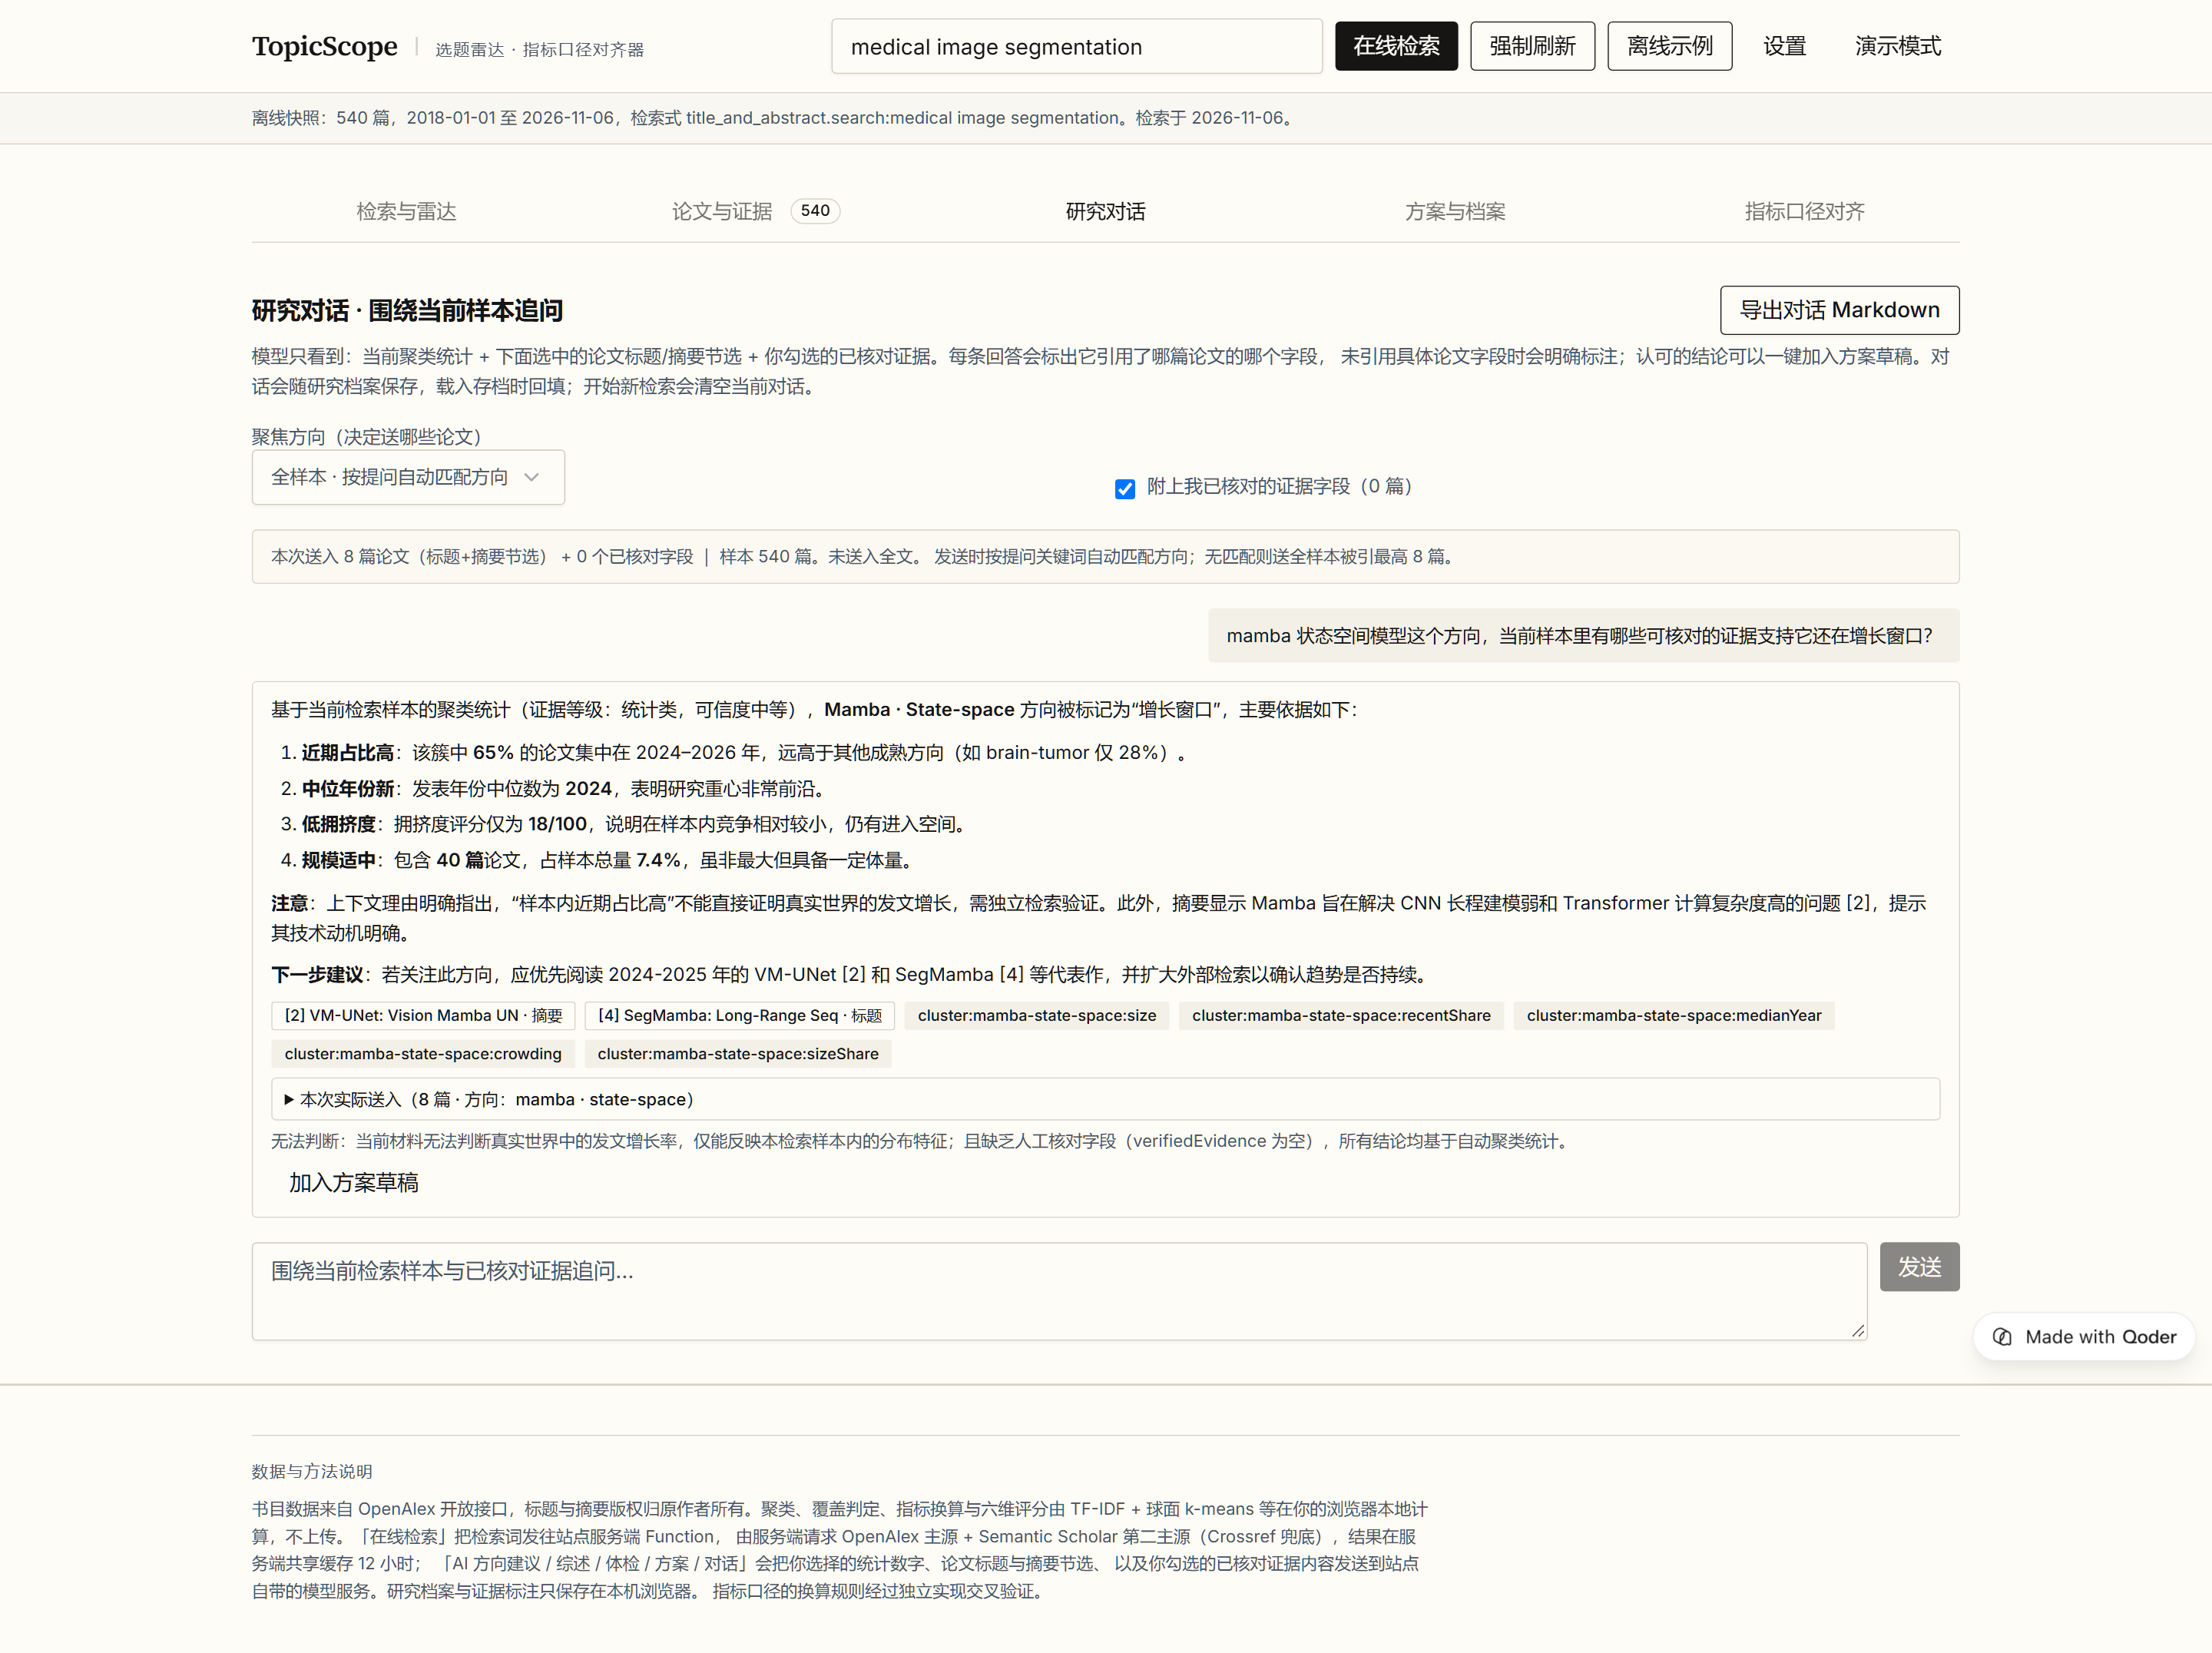 TopicScope
选题雷达 · 指标口径对齐器
medical image segmentation
在线检索
强制刷新
离线示例
设置
演示模式
离线快照：540 篇，2018-01-01 至 2026-11-06，检索式 title_and_abstract.search:medical image segmentation。检索于 2026-11-06。
检索与雷达
论文与证据 540
研究对话
方案与档案
指标口径对齐
研究对话 · 围绕当前样本追问
导出对话 Markdown
模型只看到：当前聚类统计 + 下面选中的论文标题/摘要节选 + 你勾选的已核对证据。每条回答会标出它引用了哪篇论文的哪个字段， 未引用具体论文字段时会明确标注；认可的结论可以一键加入方案草稿。对
话会随研究档案保存，载入存档时回填；开始新检索会清空当前对话。
聚焦方向（决定送哪些论文）
全样本 · 按提问自动匹配方向
附上我已核对的证据字段（0 篇）
本次送入 8 篇论文（标题+摘要节选） + 0 个已核对字段 ｜ 样本 540 篇。未送入全文。 发送时按提问关键词自动匹配方向；无匹配则送全样本被引最高 8 篇。
mamba 状态空间模型这个方向，当前样本里有哪些可核对的证据支持它还在增长窗口？
基于当前检索样本的聚类统计（证据等级：统计类，可信度中等），Mamba · State-space 方向被标记为“增长窗口”，主要依据如下：
1. 近期占比高：该簇中 65% 的论文集中在 2024–2026 年，远高于其他成熟方向（如 brain-tumor 仅 28%）。
2. 中位年份新：发表年份中位数为 2024，表明研究重心非常前沿。
3. 低拥挤度：拥挤度评分仅为 18/100，说明在样本内竞争相对较小，仍有进入空间。
4. 规模适中：包含 40 篇论文，占样本总量 7.4%，虽非最大但具备一定体量。
注意：上下文理由明确指出，“样本内近期占比高”不能直接证明真实世界的发文增长，需独立检索验证。此外，摘要显示 Mamba 旨在解决 CNN 长程建模弱和 Transformer 计算复杂度高的问题 [2]，提示
其技术动机明确。
下一步建议：若关注此方向，应优先阅读 2024-2025 年的 VM-UNet [2] 和 SegMamba [4] 等代表作，并扩大外部检索以确认趋势是否持续。
[2] VM-UNet: Vision Mamba UN · 摘要
[4] SegMamba: Long-Range Seq · 标题
cluster:mamba-state-space:size
cluster:mamba-state-space:recentShare
cluster:mamba-state-space:medianYear
cluster:mamba-state-space:crowding
cluster:mamba-state-space:sizeShare
▶ 本次实际送入（8 篇 · 方向：mamba · state-space）
无法判断：当前材料无法判断真实世界中的发文增长率，仅能反映本检索样本内的分布特征；且缺乏人工核对字段（verifiedEvidence 为空），所有结论均基于自动聚类统计。
加入方案草稿
围绕当前检索样本与已核对证据追问...
发送
Made with Qoder
数据与方法说明
书目数据来自 OpenAlex 开放接口，标题与摘要版权归原作者所有。聚类、覆盖判定、指标换算与六维评分由 TF-IDF + 球面 k-means 等在你的浏览器本地计
算，不上传。「在线检索」把检索词发往站点服务端 Function， 由服务端请求 OpenAlex 主源 + Semantic Scholar 第二主源（Crossref 兜底），结果在服
务端共享缓存 12 小时； 「AI 方向建议 / 综述 / 体检 / 方案 / 对话」会把你选择的统计数字、论文标题与摘要节选、 以及你勾选的已核对证据内容发送到站点
自带的模型服务。研究档案与证据标注只保存在本机浏览器。 指标口径的换算规则经过独立实现交叉验证。